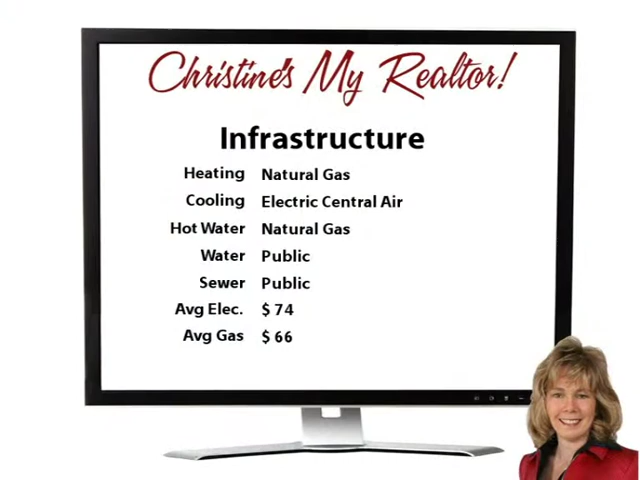 Christine's My Realtor!
Infrastructure
Heating Natural Gas
Cooling Electric Central Air
Hot Water Natural Gas
Water Public
Sewer Public
Avg Elec. $ 74
Avg Gas $ 66